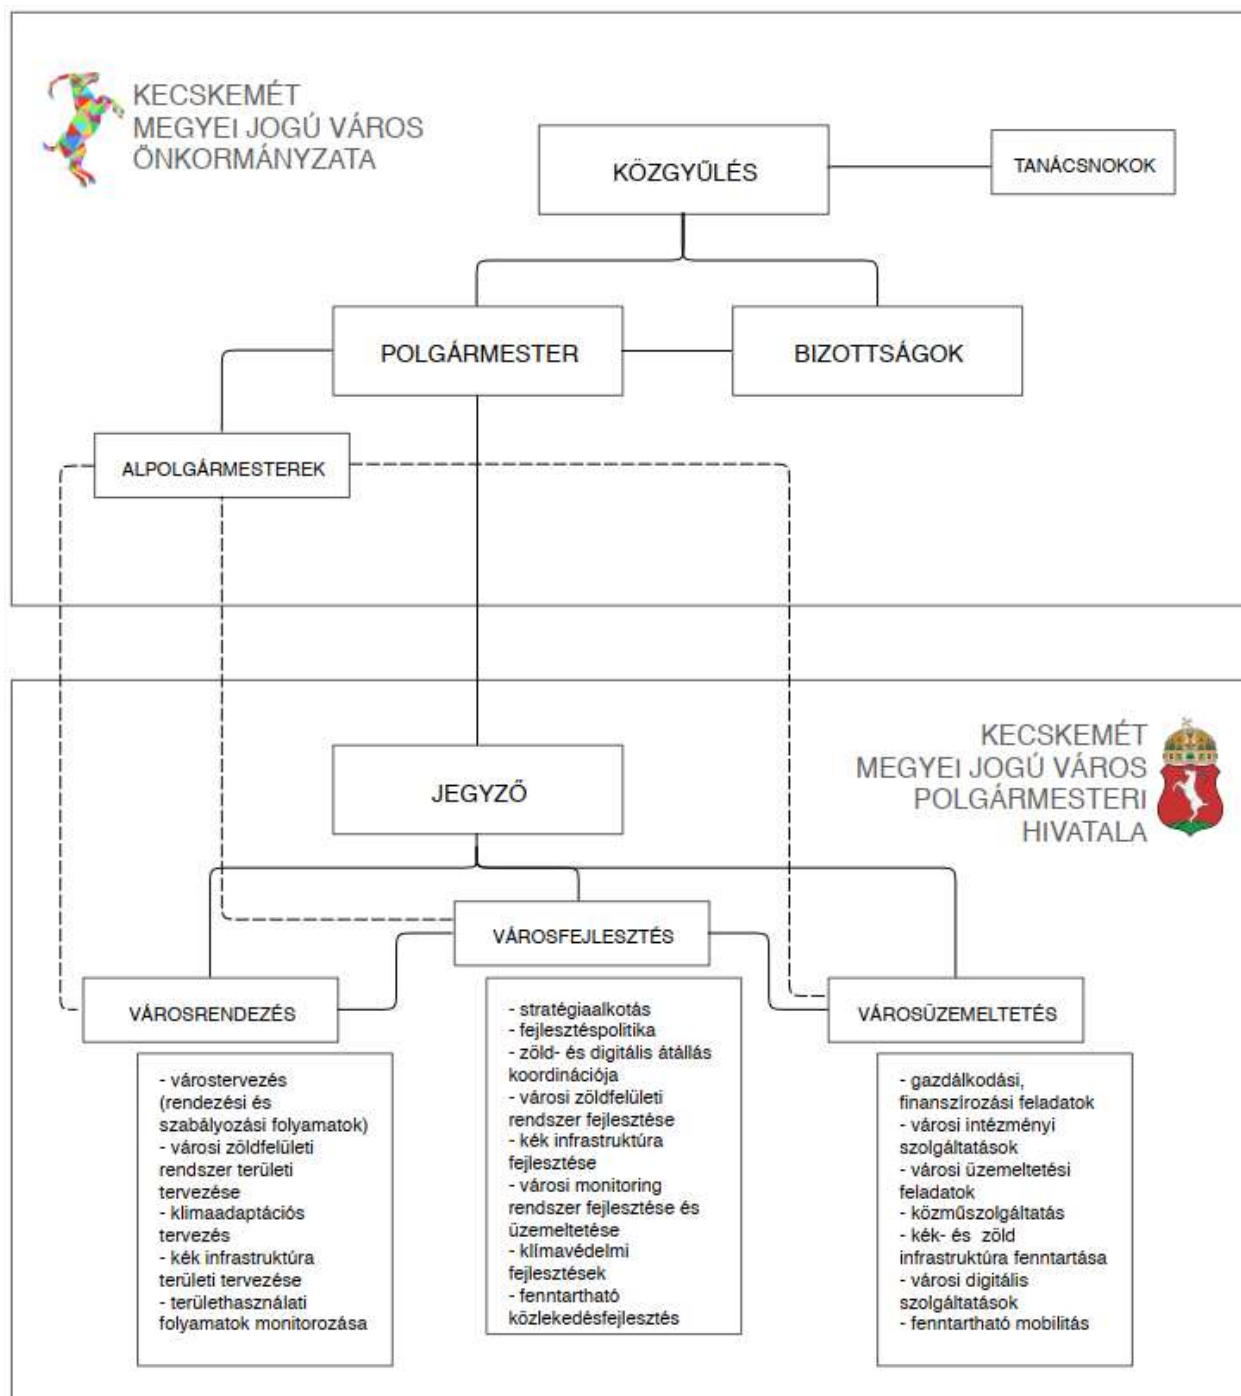 KECSKEMÉT
MEGYEI JOGÚ VÁROS
ÖNKORMÁNYZATA
KÖZGYŰLÉS
TANÁCSNOKOK
POLGÁRMESTER
BIZOTTSÁGOK
ALPOLGÁRMESTEREK
KECSKEMÉT
MEGYEI JOGÚ VÁROS
POLGÁRMESTERI
HIVATALA
JEGYZŐ
VÁROSFEJLESZTÉS
- stratégiaalkotás
- fejlesztéspolitika
- zöld- és digitális átállás
koordinációja
- városi zöldfelületi
rendszer fejlesztése
- kék infrastruktúra
fejlesztése
- városi monitoring
rendszer fejlesztése és
üzemeltetése
- klímavédelmi
fejlesztések
- fenntartható
közlekedésfejlesztés
VÁROSRENDEZÉS
- várostervezés
(rendezési és
szabályozási folyamatok)
- városi zöldfelületi
rendszer területi
tervezése
- klimaadaptációs
tervezés
- kék infrastruktúra
területi tervezése
- területhasználati
folyamatok monitorozása
VÁROSÜZEMELTETÉS
- gazdálkodási,
finanszírozási feladatok
- városi intézményi
szolgáltatások
- városi üzemeltetési
feladatok
- közműszolgáltatás
- kék- és zöld
infrastruktúra fenntartása
- városi digitális
szolgáltatások
- fenntartható mobilitás